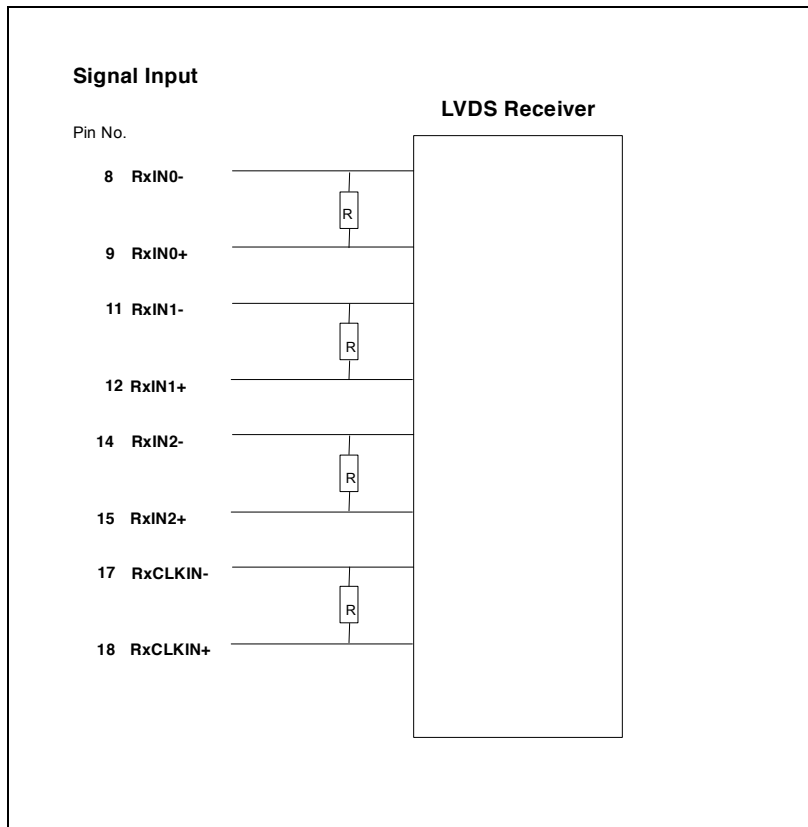 Signal Input
LVDS Receiver
Pin No.
8 RxIN0-
R
9 RxIN0+
11 RxIN1-
R
12 RxIN1+
14 RxIN2-
R
15 RxIN2+
17 RxCLKIN-
R
18 RxCLKIN+